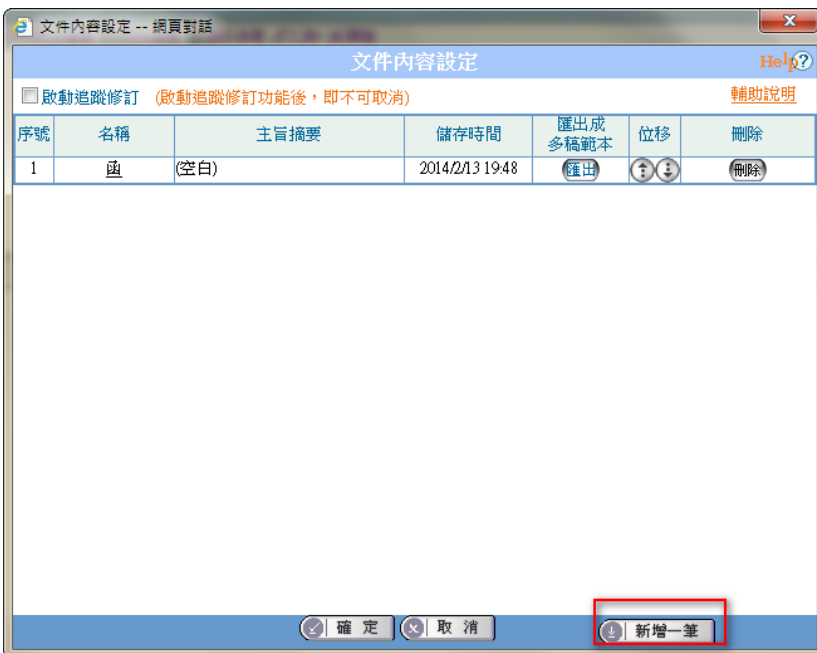 文件內容設定 -- 網頁對話
文件內容設定
Help?
啟動追蹤修訂 (啟動追蹤修訂功能後，即不可取消)
輔助說明
序號 名稱 主旨摘要 儲存時間 匯出成多稿範本 位移 刪除
1 函 (空白) 2014/2/13 19:48 匯出 刪除
確 定 取 消 新增一筆